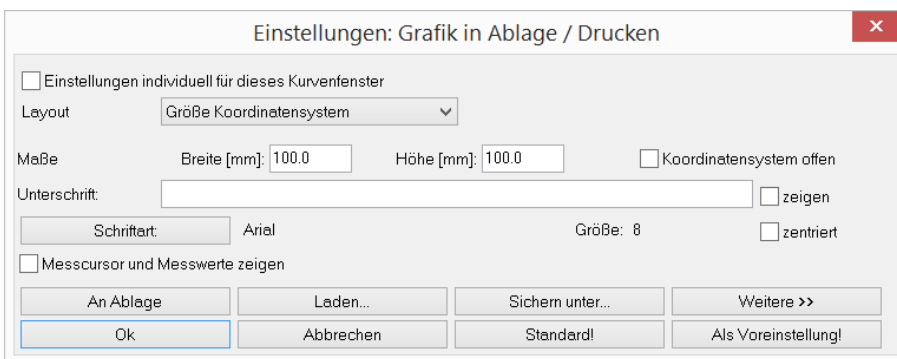 Einstellungen: Grafik in Ablage / Drucken
Einstellungen individuell für dieses Kurvenfenster
Layout Größe Koordinatensystem
Maße Breite [mm]: 100.0 Höhe [mm]: 100.0 Koordinatensystem offen
Unterschrift: zeigen
Schriftart: Arial Größe: 8 zentriert
Messcursor und Messwerte zeigen
An Ablage Laden... Sichern unter... Weitere >>
Ok Abbrechen Standard! Als Voreinstellung!